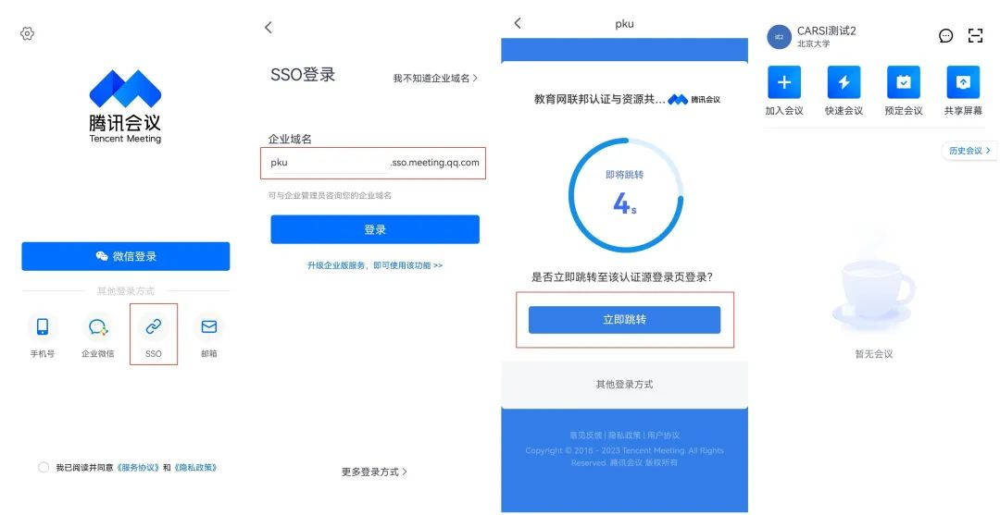 腾讯会议
Tencent Meeting
微信登录
其他登录方式
手机号
企业微信
SSO
邮箱
我已阅读并同意《服务协议》和《隐私政策》
SSO登录
我不知道企业域名 >
企业域名
pku .sso.meeting.qq.com
可与企业管理员咨询您的企业域名
登录
升级企业版服务，即可使用该功能 >>
更多登录方式 >
pku
教育网联邦认证与资源共... 腾讯会议
即将跳转
4s
是否立即跳转至该认证源登录页登录?
立即跳转
其他登录方式
意见反馈 | 隐私政策 | 用户协议
Copyright © 2018 - 2023 Tencent Meeting. All Rights
Reserved. 腾讯会议 版权所有
试2
CARSI测试2
北京大学
加入会议
快速会议
预定会议
共享屏幕
历史会议 >
暂无会议